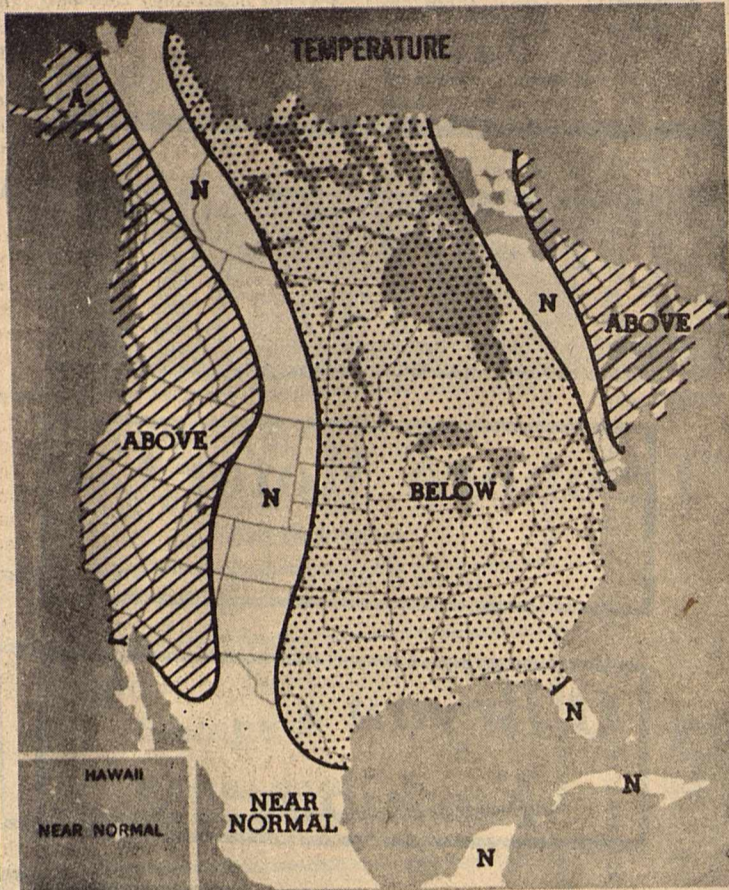 TEMPERATURE
A
N
N
ABOVE
ABOVE
N
BELOW
N
N
HAWAII
NEAR NORMAL
NEAR
NORMAL
N